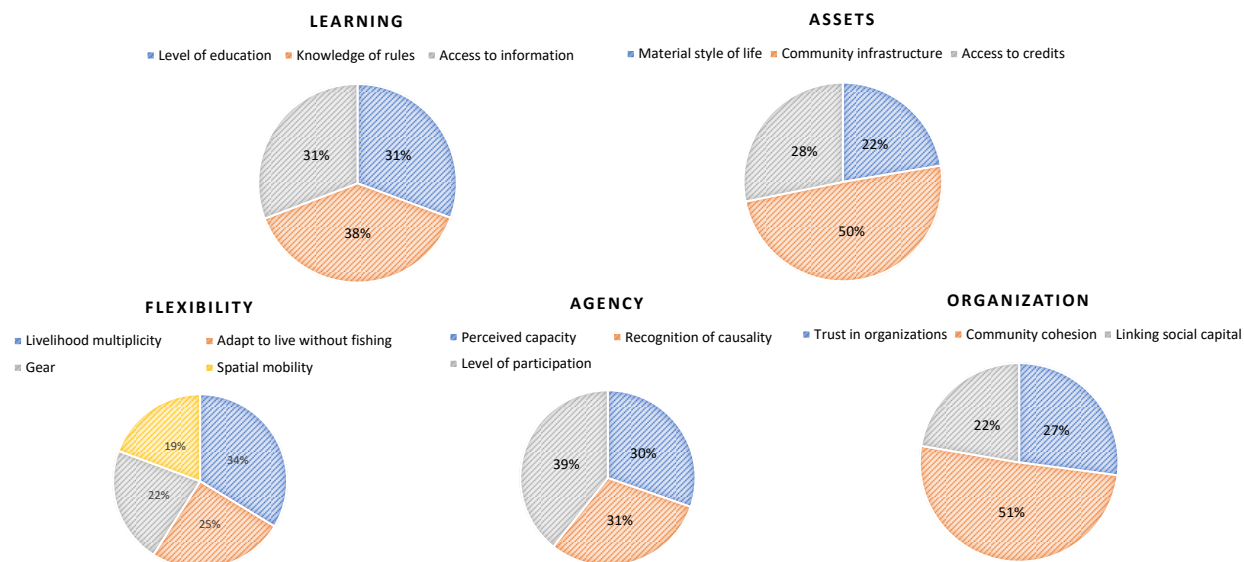 LEARNING
Level of education Knowledge of rules Access to information
31%
31%
38%
ASSETS
Material style of life Community infrastructure Access to credits
28%
22%
50%
FLEXIBILITY
Livelihood multiplicity Adapt to live without fishing
Gear Spatial mobility
19%
34%
22%
25%
AGENCY
Perceived capacity Recognition of causality
Level of participation
30%
39%
31%
ORGANIZATION
Trust in organizations Community cohesion Linking social capital
22%
27%
51%